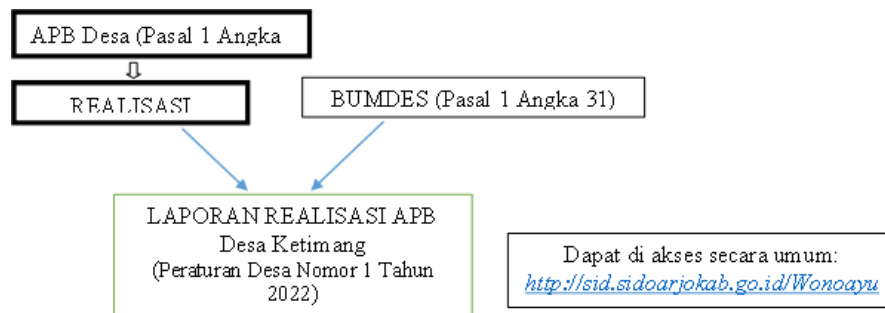 APB Desa (Pasal 1 Angka
REALISASI
BUMDES (Pasal 1 Angka 31)
LAPORAN REALISASI APB
Desa Ketimang
(Peraturan Desa Nomor 1 Tahun
2022)
Dapat di akses secara umum:
http://sid.sidoarjokab.go.id/Wonoayu